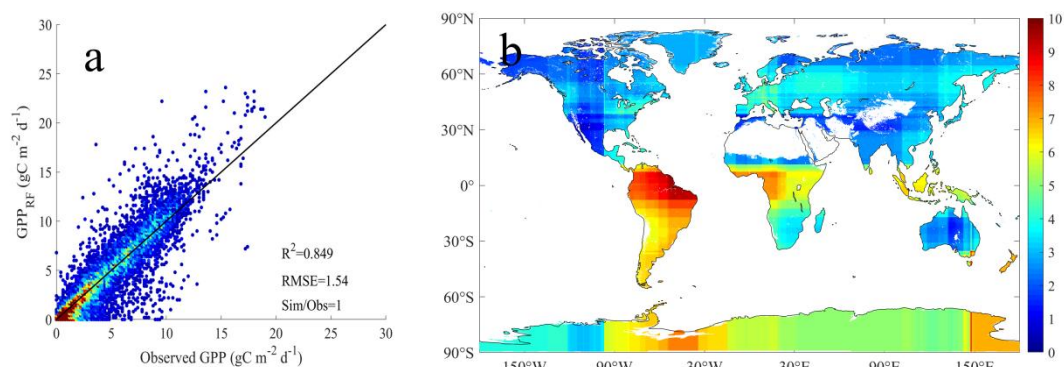 30
25
20
15
10
5
0
GPP_RF (gC m⁻² d⁻¹)
a
R²=0.849
RMSE=1.54
Sim/Obs=1
0 5 10 15 20 25 30
Observed GPP (gC m⁻² d⁻¹)
b
90°N
60°N
30°N
0°
30°S
60°S
90°S
150°W 90°W 30°W 30°E 90°E 150°E
10
9
8
7
6
5
4
3
2
1
0